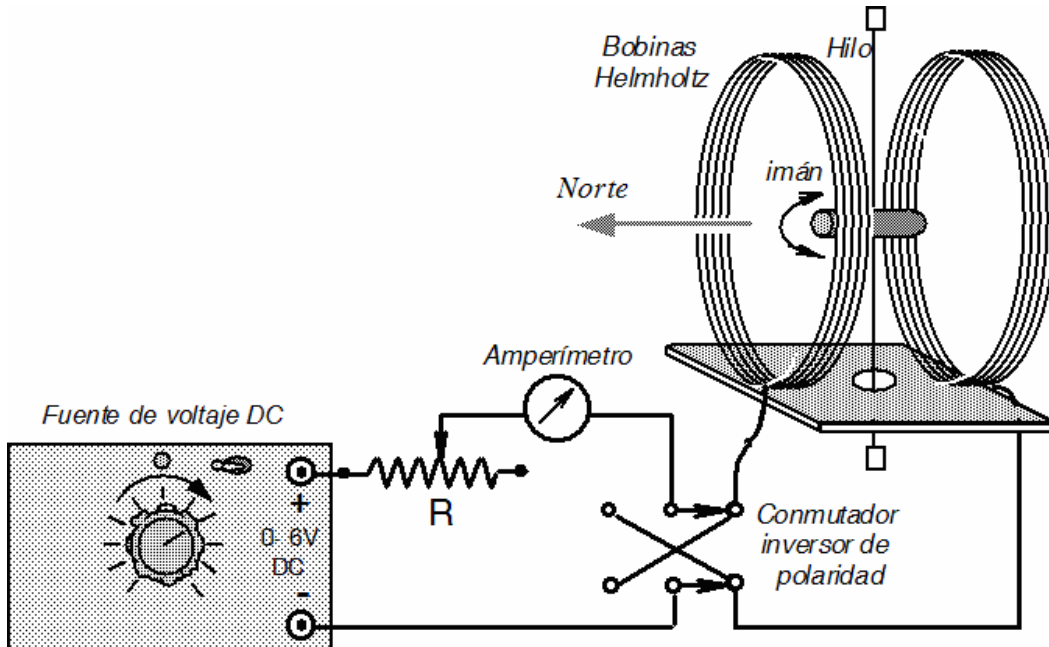 Bobinas
Helmholtz
Hilo
imán
Norte
Amperímetro
Fuente de voltaje DC
+
R
0- 6V
DC
-
Conmutador
inversor de
polaridad